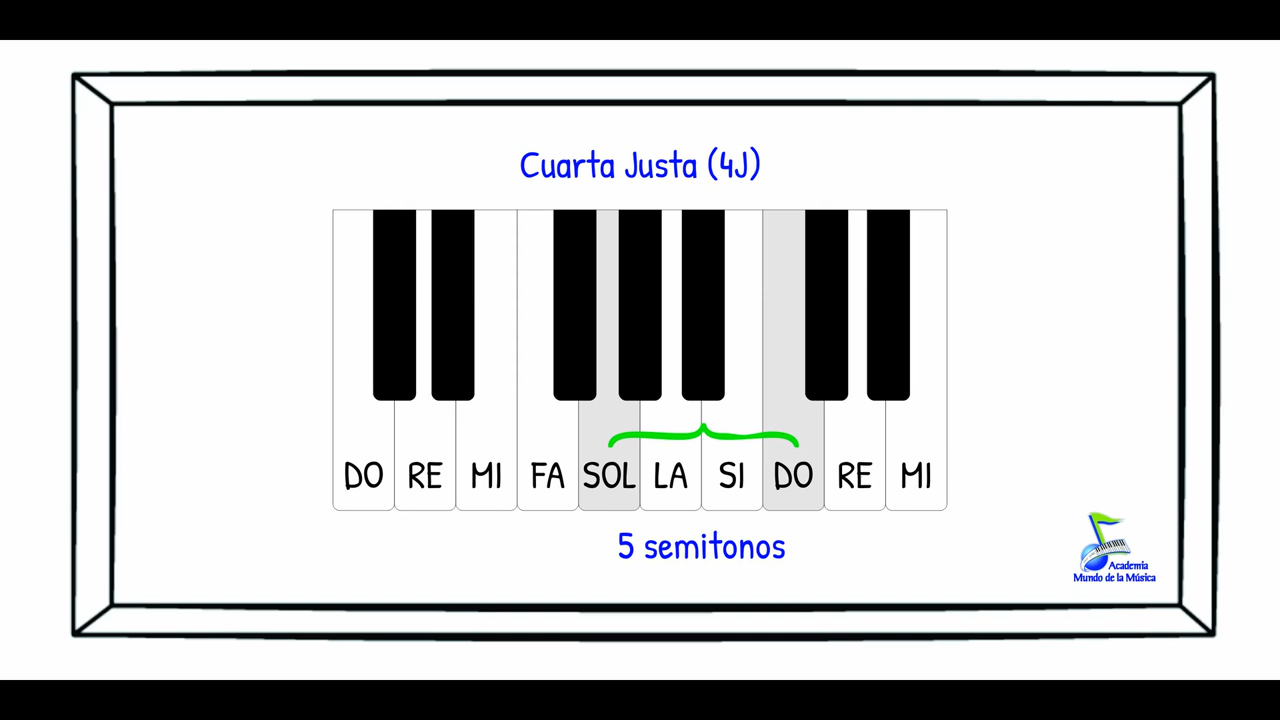 Cuarta Justa (4J)
DO RE MI FA SOL LA SI DO RE MI
5 semitonos
Academia
Mundo de la Música